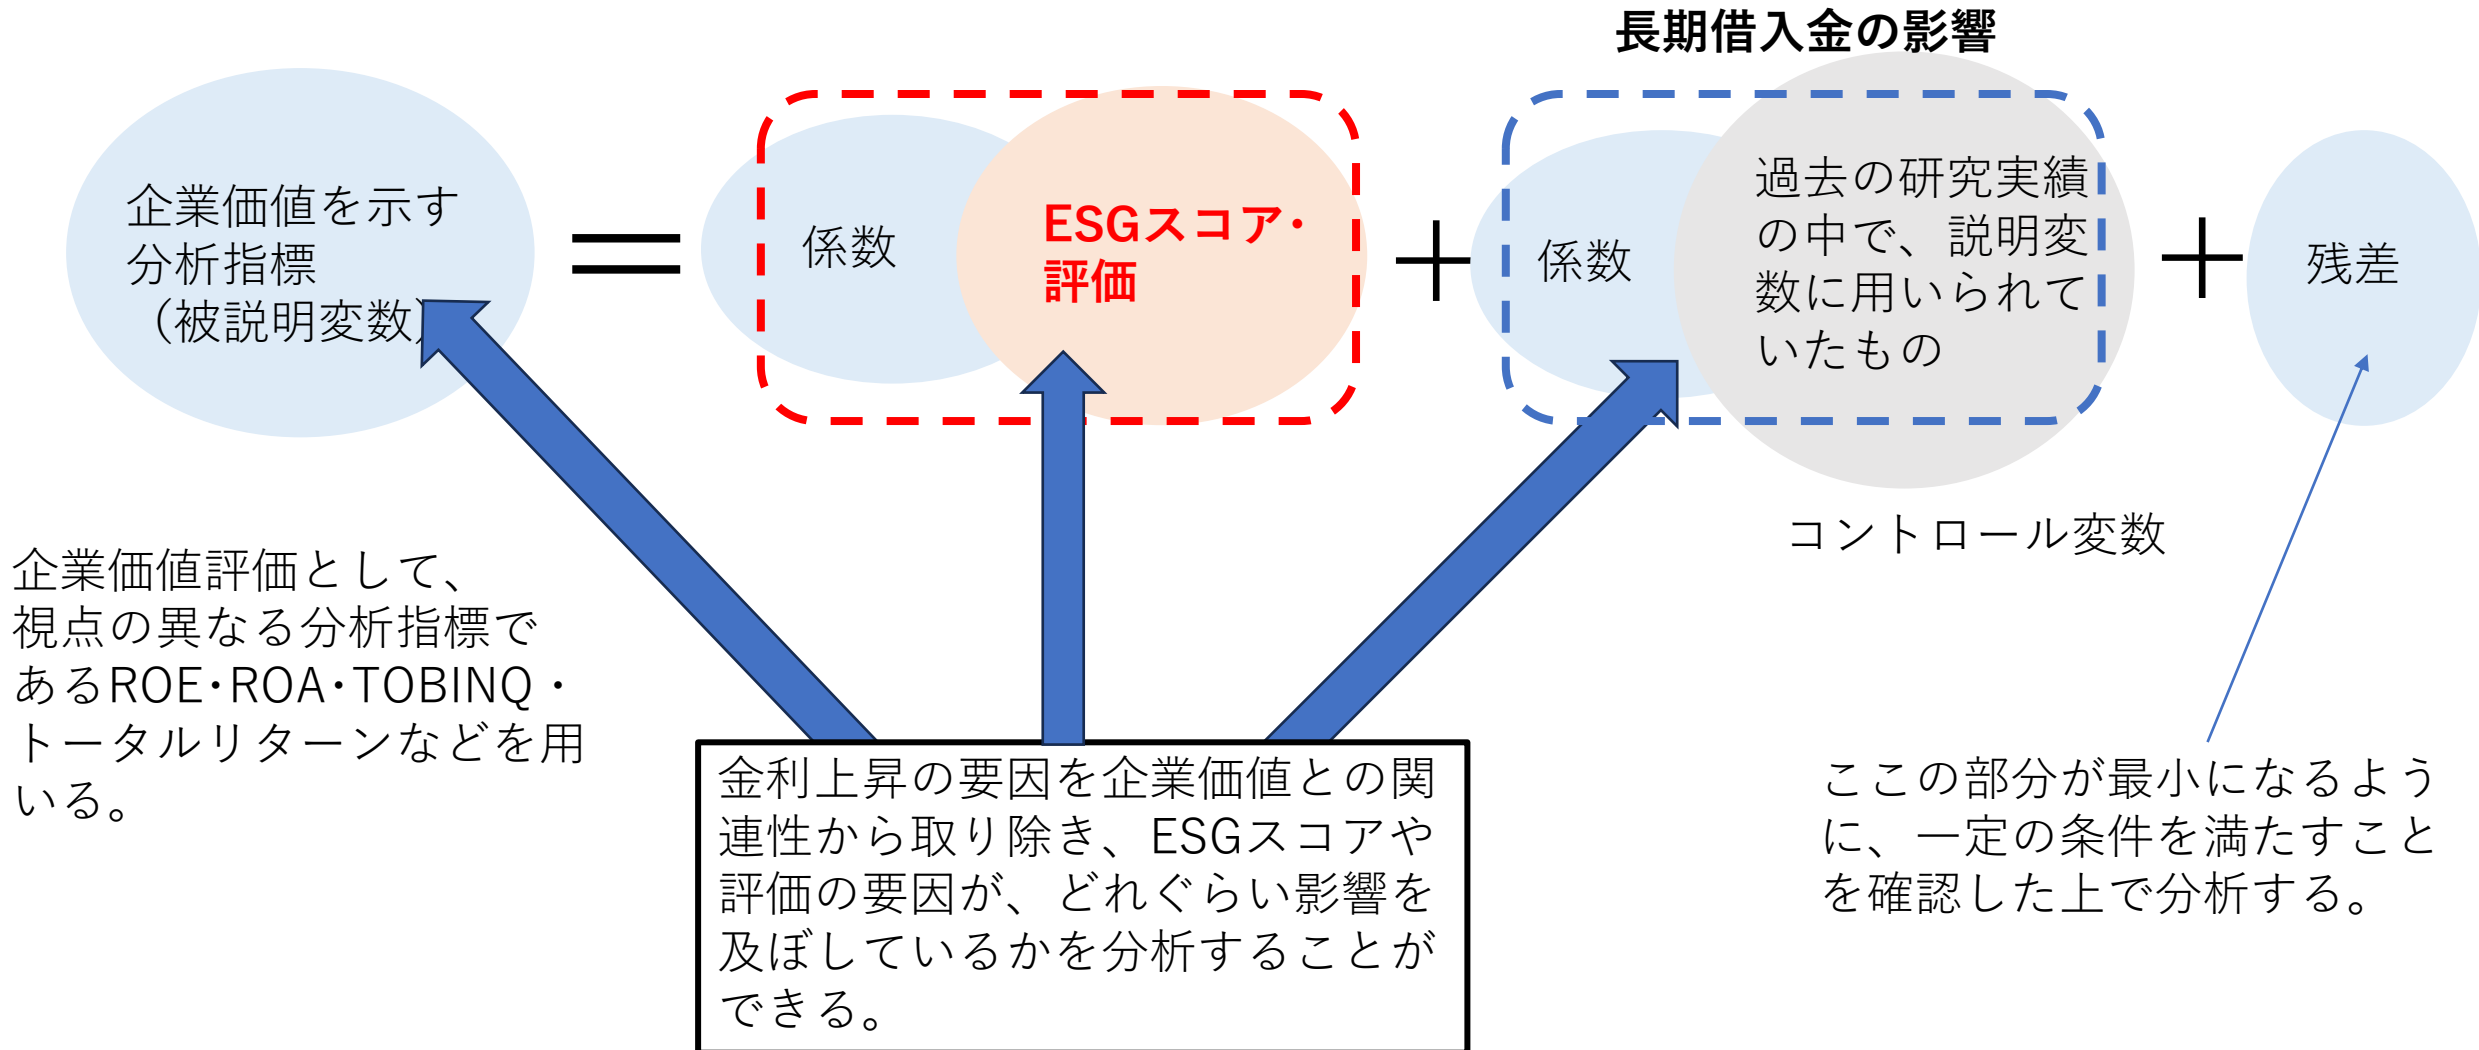 長期借入金の影響
企業価値を示す
分析指標
（被説明変数）
＝
係数
ESGスコア・
評価
＋
係数
過去の研究実績
の中で、説明変
数に用いられて
いたもの
＋
残差
コントロール変数
企業価値評価として、
視点の異なる分析指標で
あるROE・ROA・TOBINQ・
トータルリターンなどを用
いる。
金利上昇の要因を企業価値との関
連性から取り除き、ESGスコアや
評価の要因が、どれぐらい影響を
及ぼしているかを分析することが
できる。
ここの部分が最小になるよう
に、一定の条件を満たすこと
を確認した上で分析する。